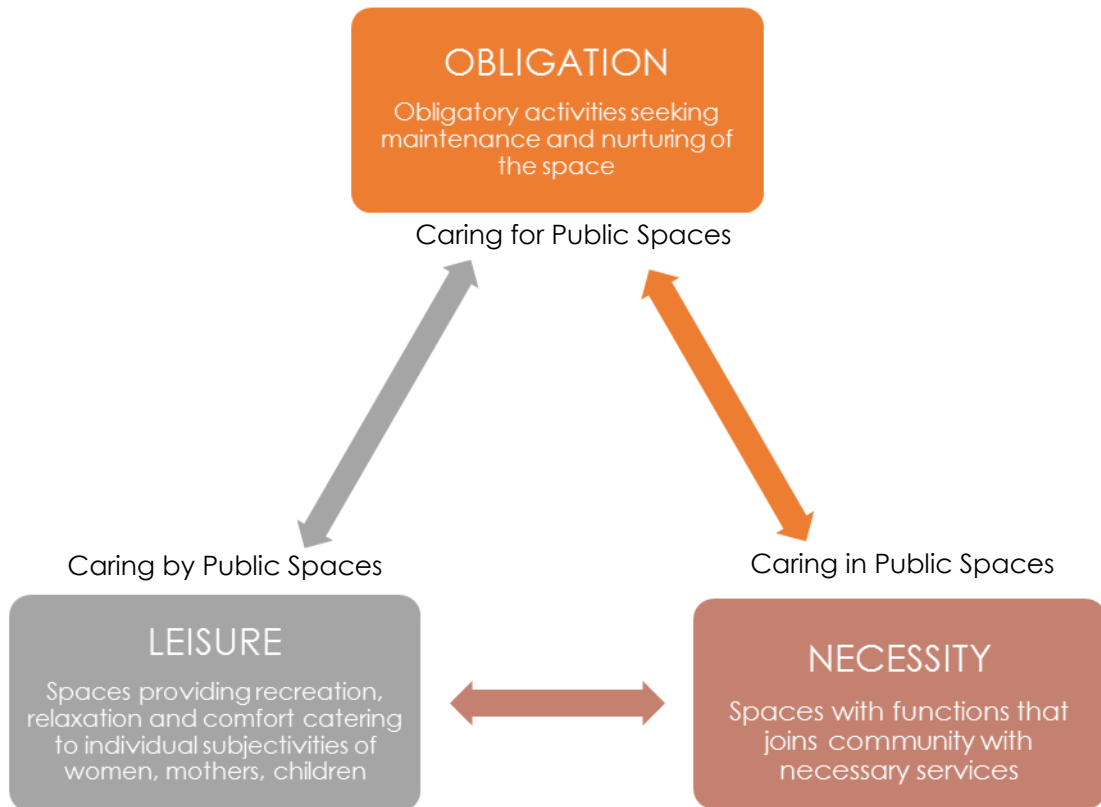 OBLIGATION
Obligatory activities seeking
maintenance and nurturing of
the space
Caring for Public Spaces
Caring by Public Spaces
LEISURE
Spaces providing recreation,
relaxation and comfort catering
to individual subjectivities of
women, mothers, children
Caring in Public Spaces
NECESSITY
Spaces with functions that
joins community with
necessary services